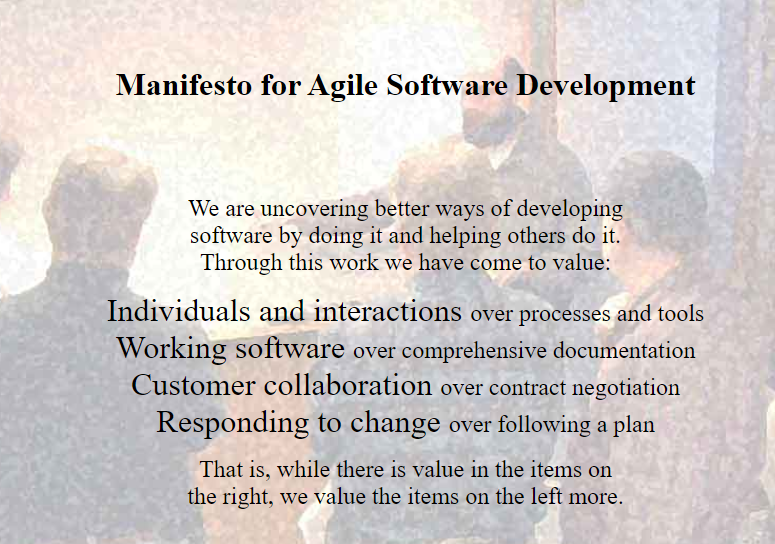 Manifesto for Agile Software Development
We are uncovering better ways of developing
software by doing it and helping others do it.
Through this work we have come to value:
Individuals and interactions over processes and tools
Working software over comprehensive documentation
Customer collaboration over contract negotiation
Responding to change over following a plan
That is, while there is value in the items on
the right, we value the items on the left more.